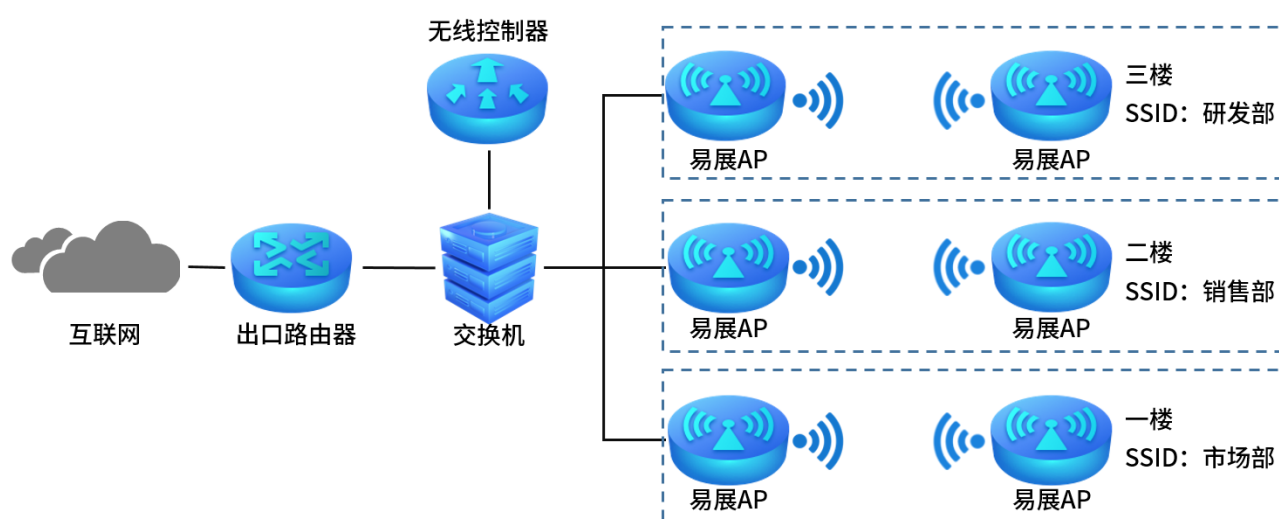 无线控制器
三楼
SSID：研发部
易展AP
易展AP
二楼
SSID：销售部
易展AP
易展AP
互联网
出口路由器
交换机
一楼
SSID：市场部
易展AP
易展AP